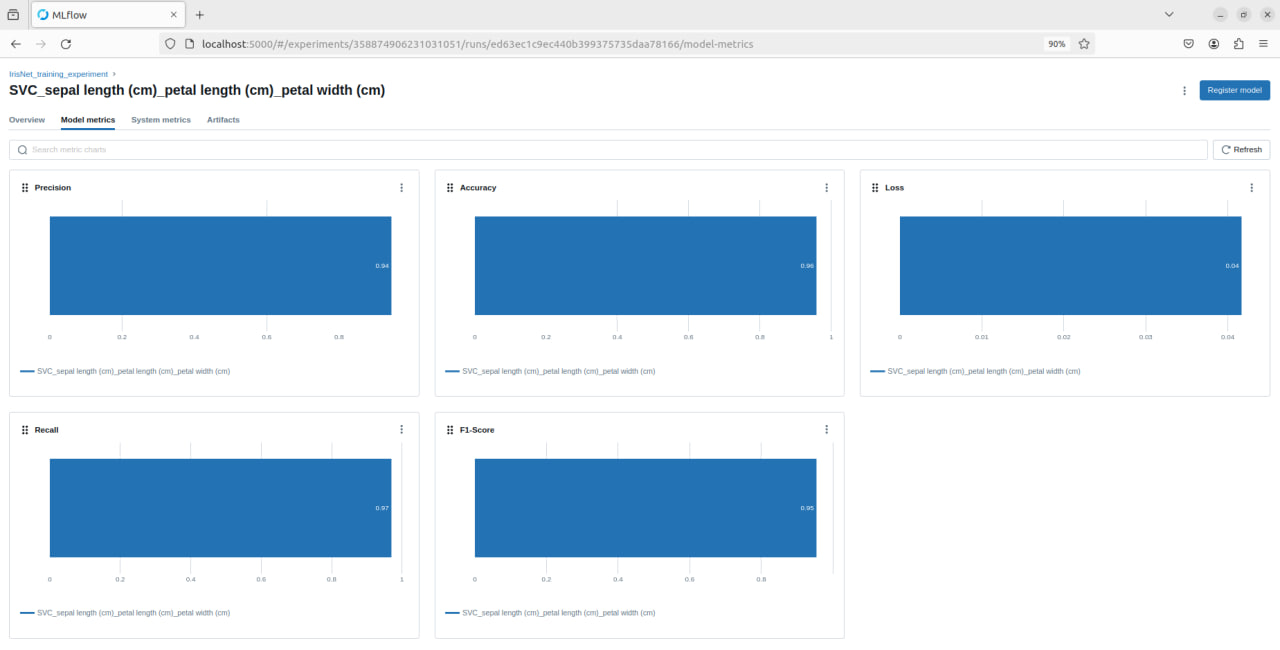 MLflow
localhost:5000/#/experiments/358874906231031051/runs/ed63ec1c9ec440b399375735daa78166/model-metrics
90%
IrisNet_training_experiment
SVC_sepal length (cm)_petal length (cm)_petal width (cm)
Register model
Overview Model metrics System metrics Artifacts
Search metric charts
Refresh
Precision
0.94
0 0.2 0.4 0.6 0.8
SVC_sepal length (cm)_petal length (cm)_petal width (cm)
Accuracy
0.96
0 0.2 0.4 0.6 0.8 1
SVC_sepal length (cm)_petal length (cm)_petal width (cm)
Loss
0.04
0 0.01 0.02 0.03 0.04
SVC_sepal length (cm)_petal length (cm)_petal width (cm)
Recall
0.97
0 0.2 0.4 0.6 0.8 1
SVC_sepal length (cm)_petal length (cm)_petal width (cm)
F1-Score
0.95
0 0.2 0.4 0.6 0.8
SVC_sepal length (cm)_petal length (cm)_petal width (cm)